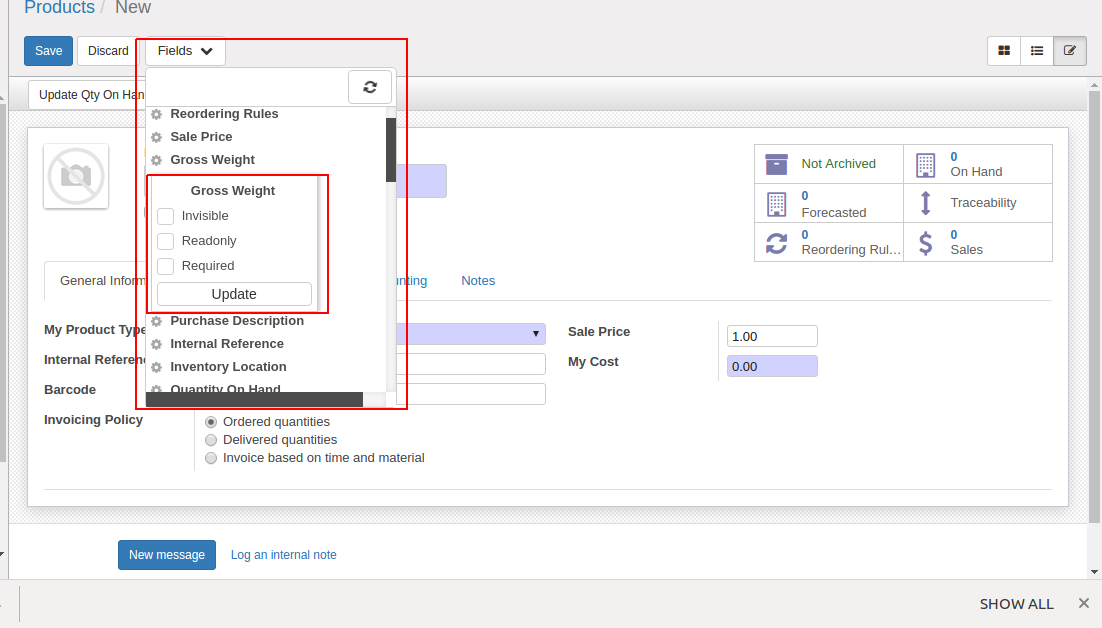 Products / New
Save Discard Fields
Update Qty On Han
Reordering Rules
Sale Price
Gross Weight
Gross Weight
Invisible
Readonly
Required
Update
Purchase Description
Internal Reference
Inventory Location
Quantity On Hand
Not Archived
0
On Hand
0
Forecasted
Traceability
0
Reordering Rul...
0
Sales
General Inform
unting
Notes
My Product Type
Internal Referen
Barcode
Invoicing Policy
Ordered quantities
Delivered quantities
Invoice based on time and material
Sale Price 1.00
My Cost 0.00
New message Log an internal note
SHOW ALL